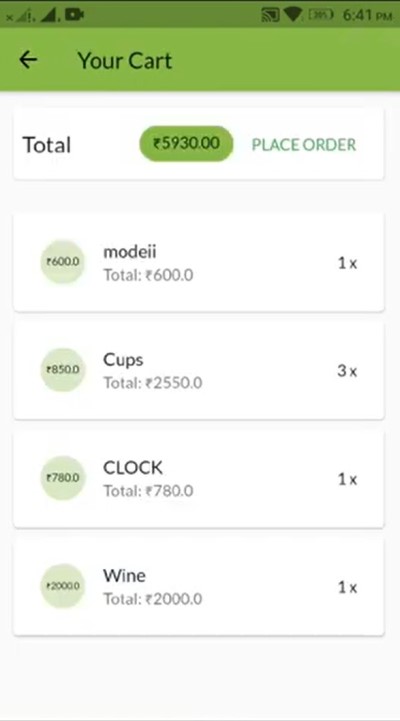 6:41 PM
Your Cart
Total ₹5930.00 PLACE ORDER
₹600.0 modeii 1 x
Total: ₹600.0
₹850.0 Cups 3 x
Total: ₹2550.0
₹780.0 CLOCK 1 x
Total: ₹780.0
₹2000.0 Wine 1 x
Total: ₹2000.0